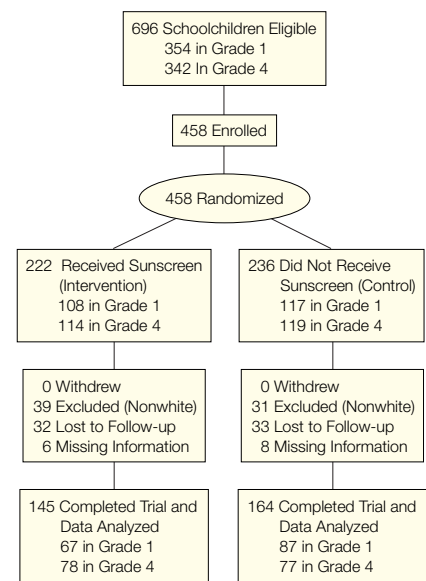 696 Schoolchildren Eligible
354 in Grade 1
342 In Grade 4
458 Enrolled
458 Randomized
222 Received Sunscreen
(Intervention)
108 in Grade 1
114 in Grade 4
236 Did Not Receive
Sunscreen (Control)
117 in Grade 1
119 in Grade 4
0 Withdrew
39 Excluded (Nonwhite)
32 Lost to Follow-up
6 Missing Information
0 Withdrew
31 Excluded (Nonwhite)
33 Lost to Follow-up
8 Missing Information
145 Completed Trial and
Data Analyzed
67 in Grade 1
78 in Grade 4
164 Completed Trial and
Data Analyzed
87 in Grade 1
77 in Grade 4